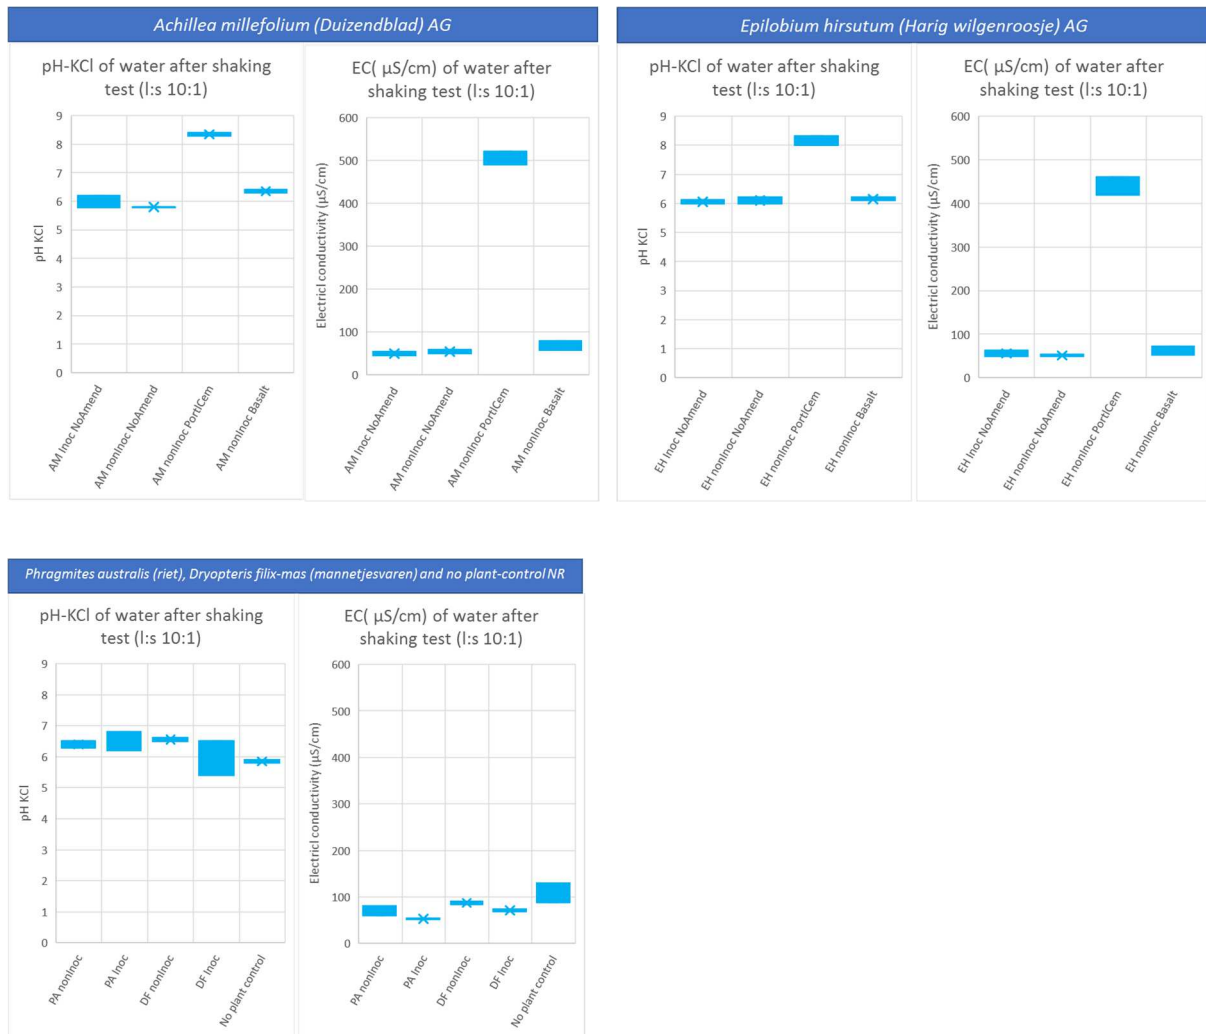 Achillea millefolium (Duizendblad) AG
pH-KCl of water after shaking
test (l:s 10:1)
9
8
7
6
5
4
3
2
1
0
pH KCl
AM Inoc NoAmend
AM nonInoc NoAmend
AM nonInoc PortlCem
AM nonInoc Basalt
EC( µS/cm) of water after
shaking test (l:s 10:1)
600
500
400
300
200
100
0
Electricl conductivity (µS/cm)
AM Inoc NoAmend
AM nonInoc NoAmend
AM nonInoc PortlCem
AM nonInoc Basalt
Epilobium hirsutum (Harig wilgenroosje) AG
pH-KCl of water after shaking
test (l:s 10:1)
9
8
7
6
5
4
3
2
1
0
pH KCl
EH Inoc NoAmend
EH nonInoc NoAmend
EH nonInoc PortlCem
EH nonInoc Basalt
EC( µS/cm) of water after
shaking test (l:s 10:1)
600
500
400
300
200
100
0
Electricl conductivity (µS/cm)
EH Inoc NoAmend
EH nonInoc NoAmend
EH nonInoc PortlCem
EH nonInoc Basalt
Phragmites australis (riet), Dryopteris filix-mas (mannetjesvaren) and no plant-control NR
pH-KCl of water after shaking
test (l:s 10:1)
9
8
7
6
5
4
3
2
1
0
pH KCl
PA nonInoc
PA Inoc
DF nonInoc
DF Inoc
No plant control
EC( µS/cm) of water after
shaking test (l:s 10:1)
600
500
400
300
200
100
0
Electricl conductivity (µS/cm)
PA nonInoc
PA Inoc
DF nonInoc
DF Inoc
No plant control